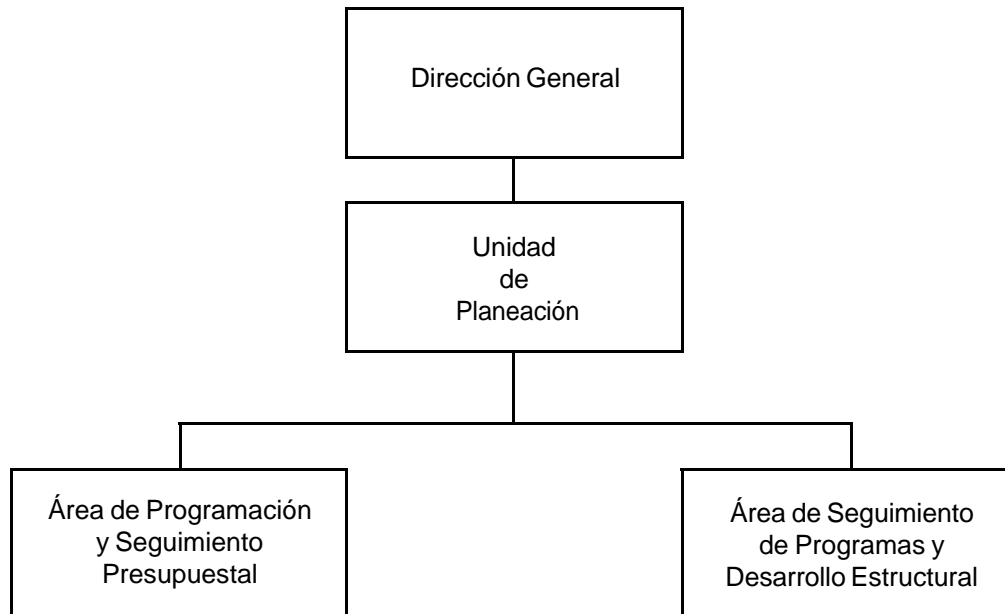 Dirección General
Unidad
de
Planeación
Área de Programación
y Seguimiento
Presupuestal
Área de Seguimiento
de Programas y
Desarrollo Estructural